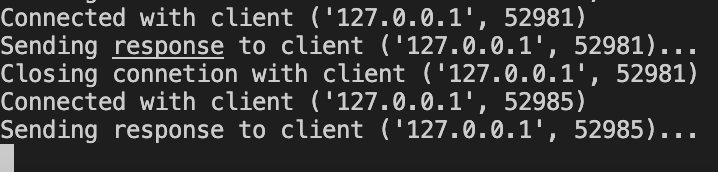 Connected with client ('127.0.0.1', 52981)
Sending response to client ('127.0.0.1', 52981)...
Closing connetion with client ('127.0.0.1', 52981)
Connected with client ('127.0.0.1', 52985)
Sending response to client ('127.0.0.1', 52985)...